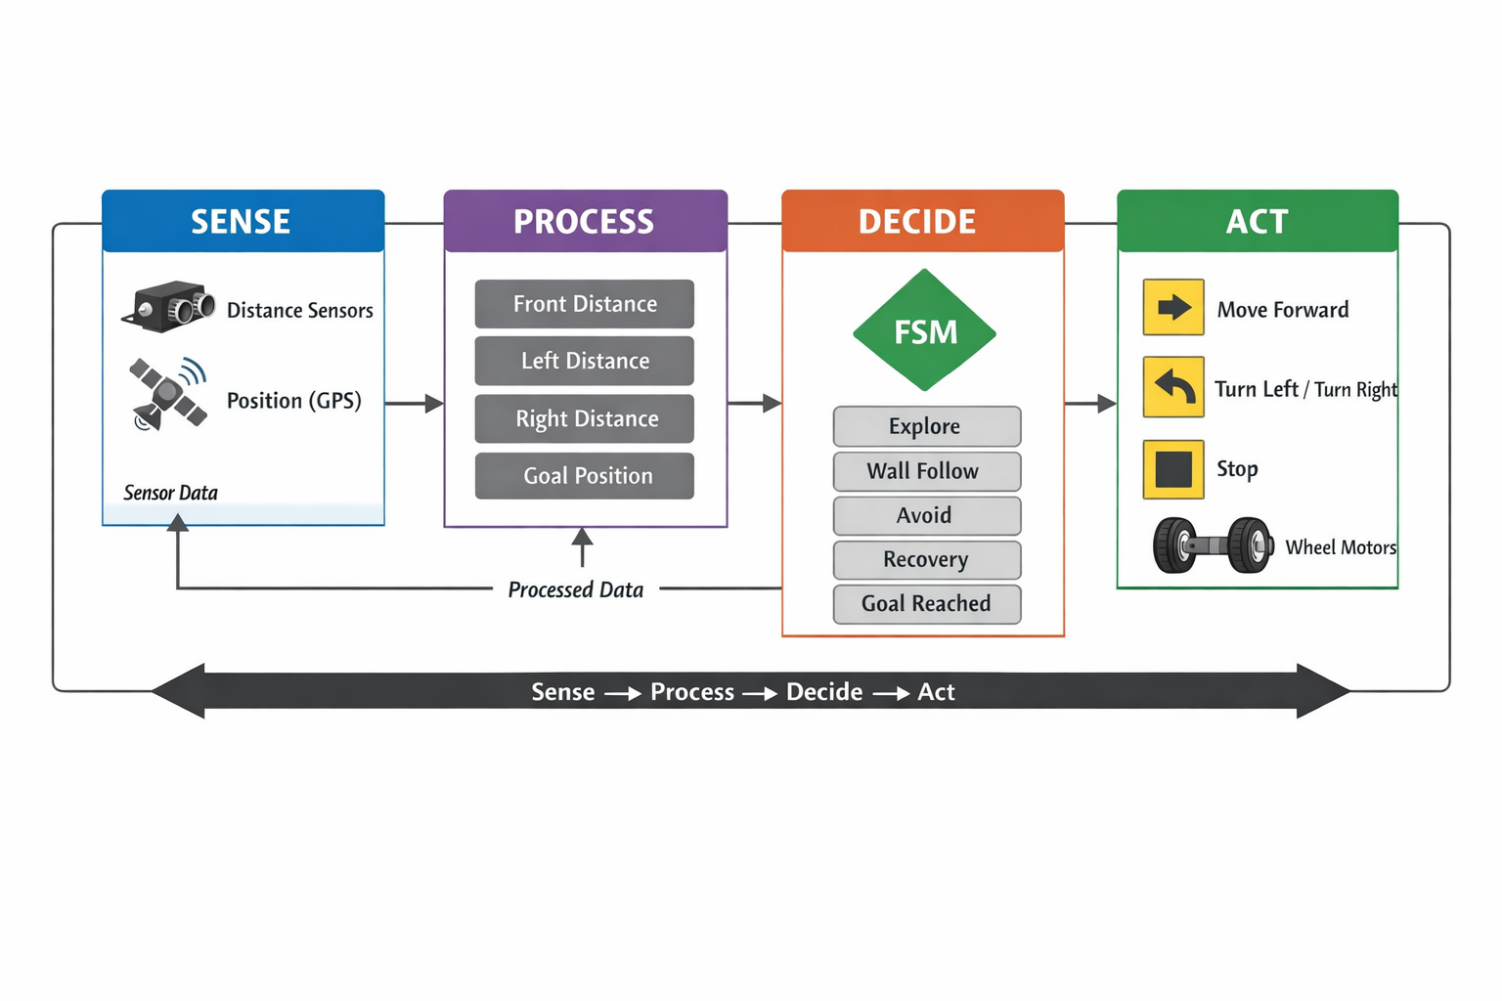 SENSE
Distance Sensors
Position (GPS)
Sensor Data
PROCESS
Front Distance
Left Distance
Right Distance
Goal Position
Processed Data
DECIDE
FSM
Explore
Wall Follow
Avoid
Recovery
Goal Reached
ACT
Move Forward
Turn Left / Turn Right
Stop
Wheel Motors
Sense → Process → Decide → Act